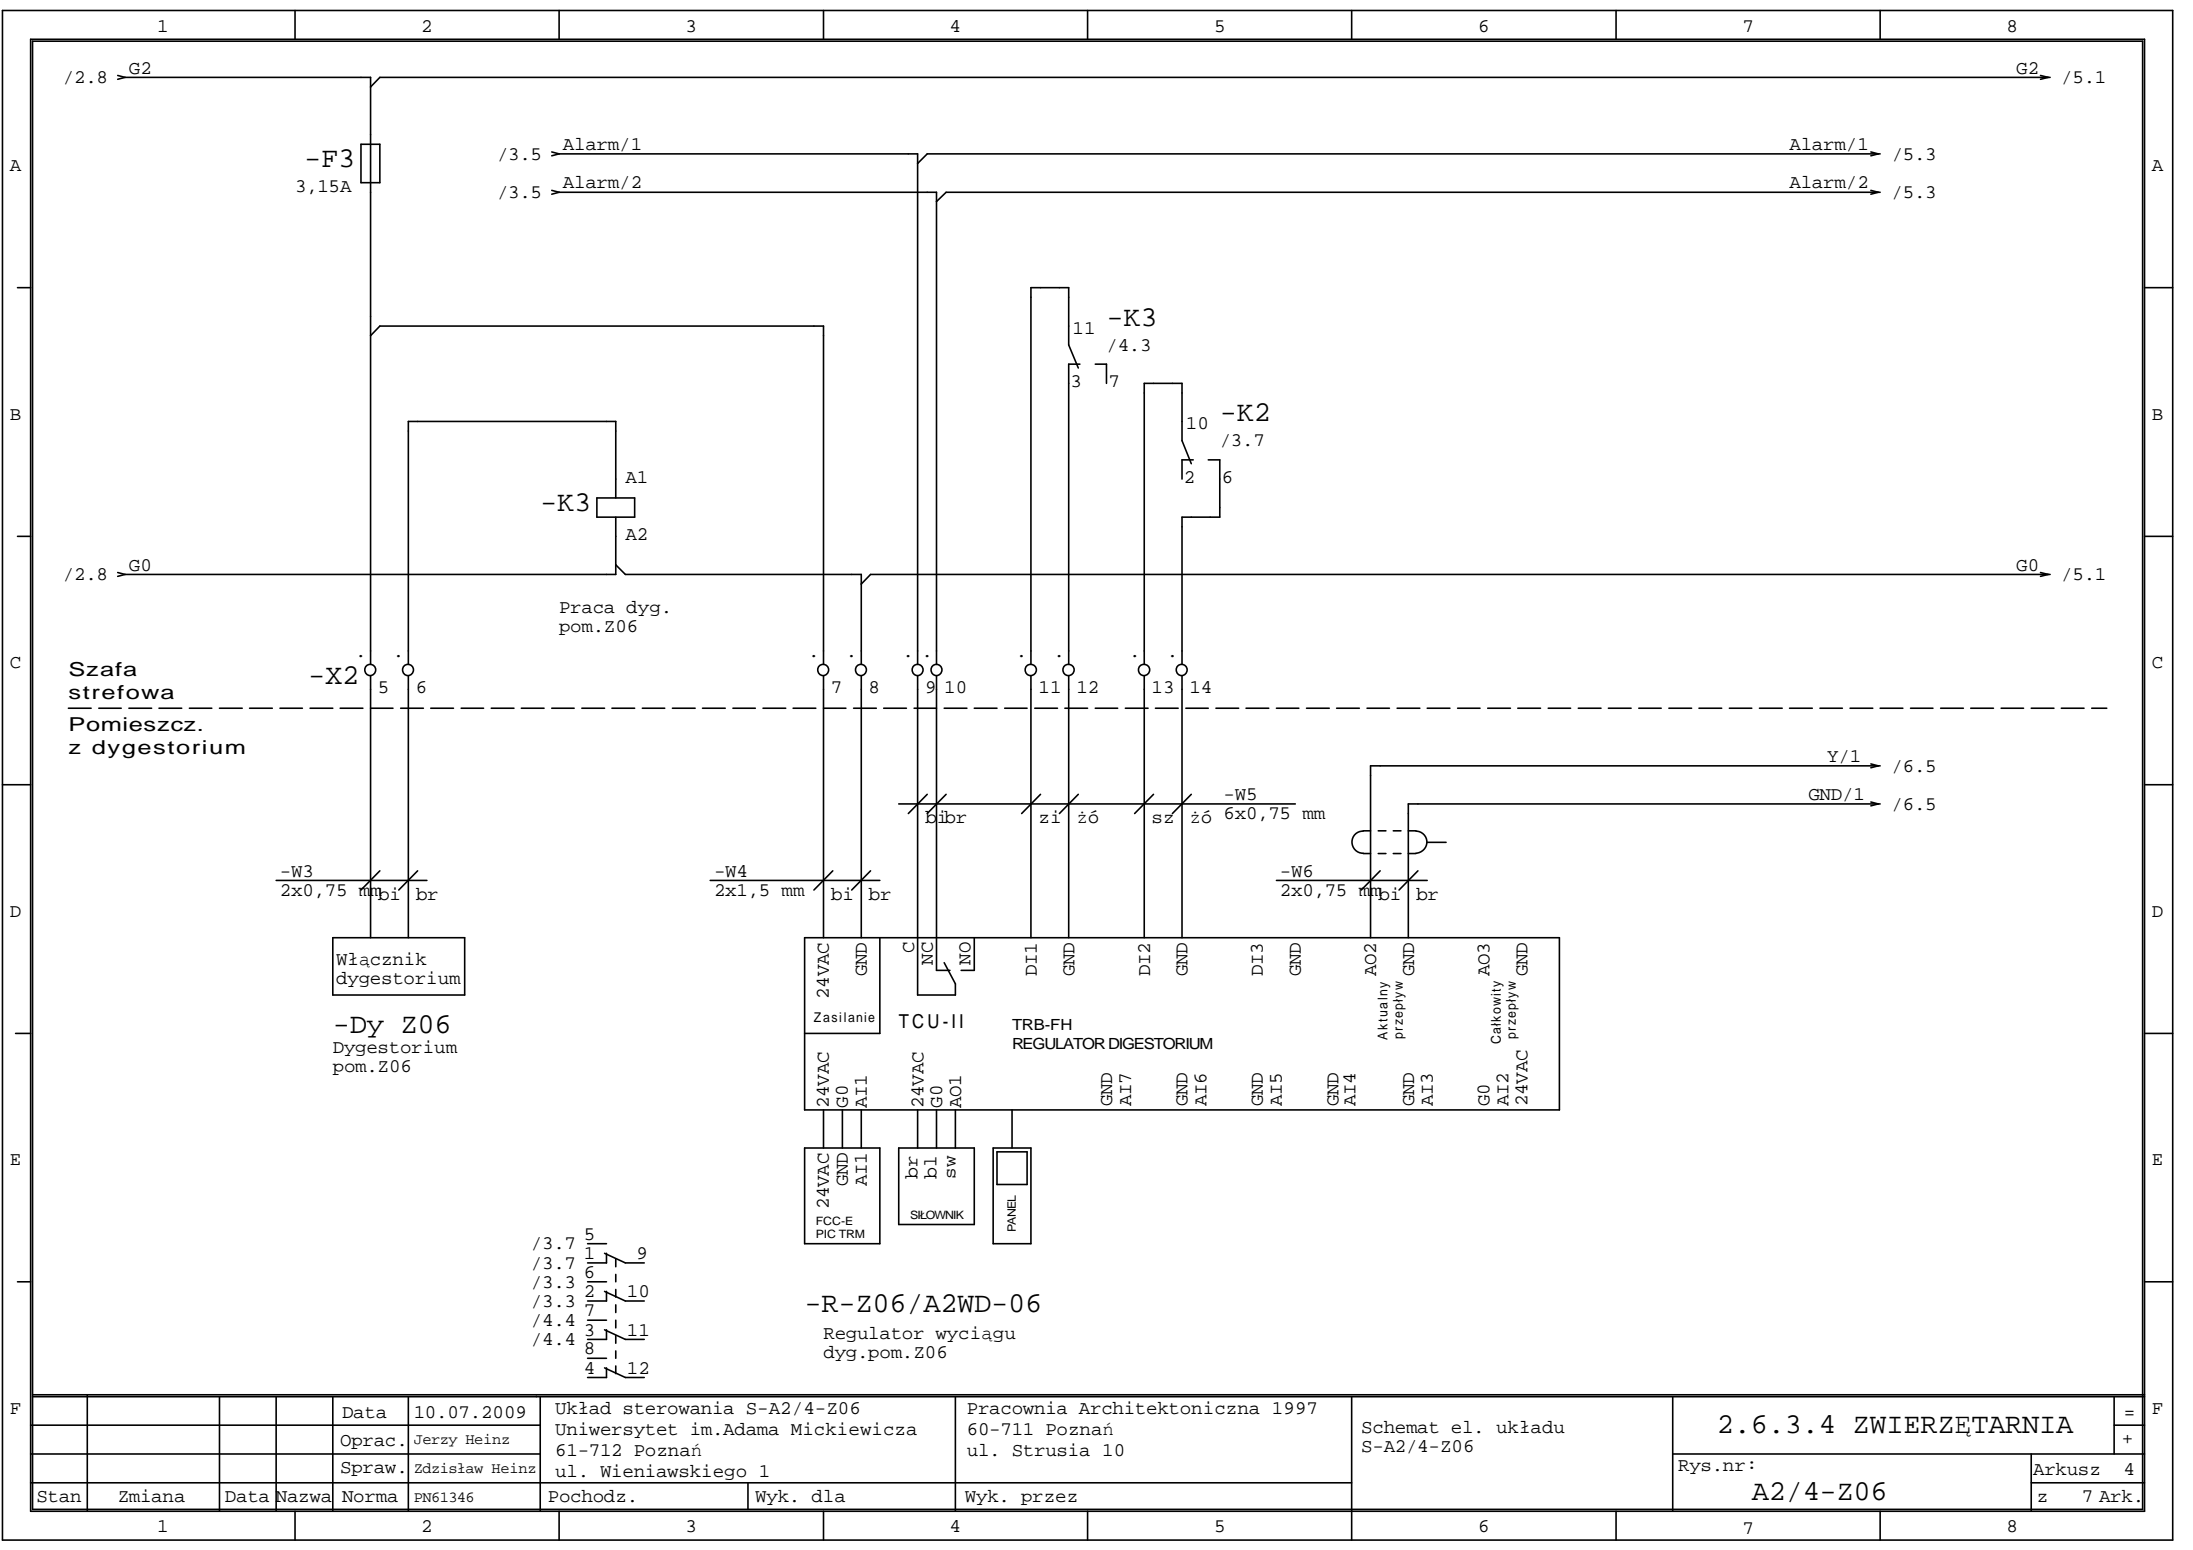 1 2 3 4 5 6 7 8
/2.8 G2
G2 /5.1
A
A
-F3
3,15A
/3.5 Alarm/1
Alarm/1 /5.3
/3.5 Alarm/2
Alarm/2 /5.3
11 -K3
/4.3
3 7
B
B
10 -K2
/3.7
2 6
A1
-K3
A2
/2.8 G0
G0 /5.1
Praca dyg.
pom.Z06
C
C
Szafa
strefowa
-X2 5 6 7 8 9 10 11 12 13 14
Pomieszcz.
z dygestorium
Y/1 /6.5
GND/1 /6.5
-W5
6x0,75 mm
bi br zi żó sz żó
-W3
2x0,75 mm bi br
-W4
2x1,5 mm bi br
-W6
2x0,75 mm bi br
D
D
Włącznik
dygestorium
-Dy Z06
Dygestorium
pom.Z06
24VAC GND C NC NO DI1 GND DI2 GND DI3 GND AO2 GND AO3 GND
Zasilanie
TCU-II
TRB-FH
REGULATOR DIGESTORIUM
Aktualny
przepływ
Całkowity
przepływ
24VAC G0 AI1 24VAC G0 AO1 GND AI7 GND AI6 GND AI5 GND AI4 GND AI3 G0 AI2 24VAC
E
E
24VAC GND AI1
FCC-E
PIC TRM
br bl sw
SIŁOWNIK
PANEL
/3.7 5
/3.7 1 9
/3.3 6
/3.3 2 10
/4.4 7
/4.4 3 11
8
4 12
-R-Z06/A2WD-06
Regulator wyciągu
dyg.pom.Z06
F
F
Data 10.07.2009
Oprac. Jerzy Heinz
Spraw. Zdzisław Heinz
Stan Zmiana Data Nazwa Norma PN61346
Układ sterowania S-A2/4-Z06
Uniwersytet im.Adama Mickiewicza
61-712 Poznań
ul. Wieniawskiego 1
Pochodz. Wyk. dla
Pracownia Architektoniczna 1997
60-711 Poznań
ul. Strusia 10
Wyk. przez
Schemat el. układu
S-A2/4-Z06
2.6.3.4 ZWIERZĘTARNIA
=
+
Rys.nr:
A2/4-Z06
Arkusz 4
z 7 Ark.
1 2 3 4 5 6 7 8